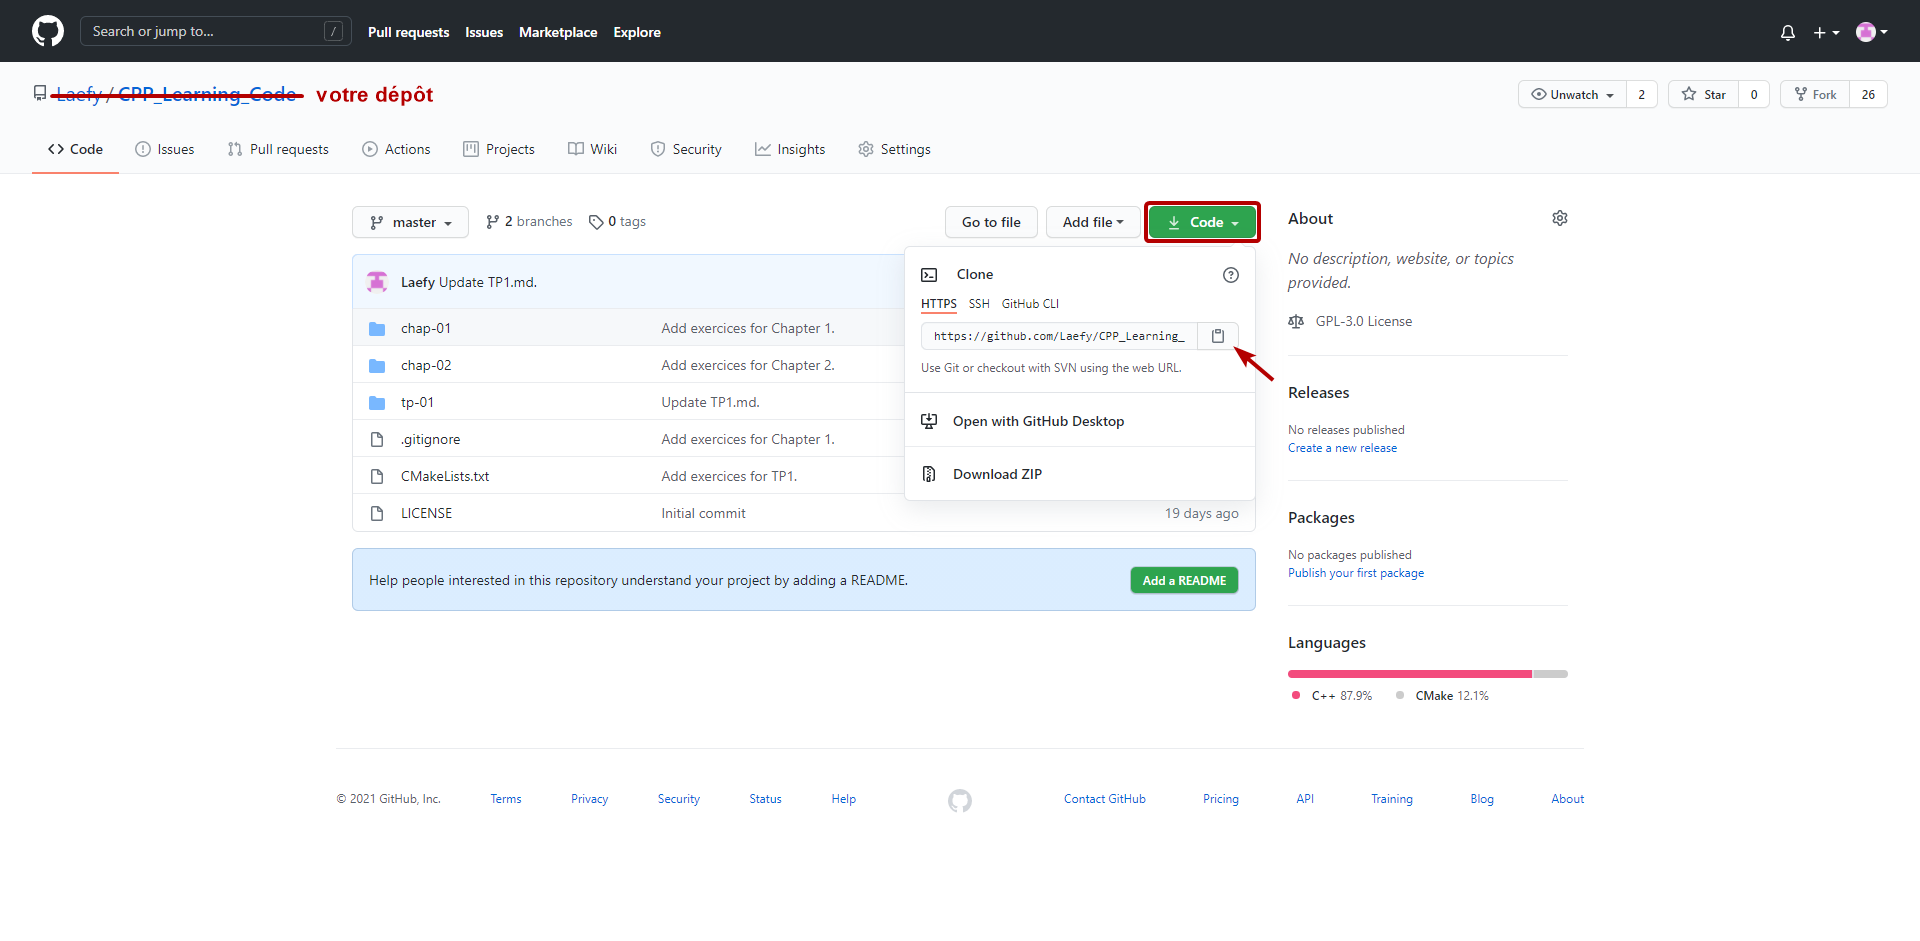 Search or jump to... /
Pull requests Issues Marketplace Explore
Laefy / CPP_Learning_Code votre dépôt
Unwatch 2 Star 0 Fork 26
Code Issues Pull requests Actions Projects Wiki Security Insights Settings
master 2 branches 0 tags Go to file Add file Code
Laefy Update TP1.md.
chap-01 Add exercices for Chapter 1.
chap-02 Add exercices for Chapter 2.
tp-01 Update TP1.md.
.gitignore Add exercices for Chapter 1.
CMakeLists.txt Add exercices for TP1.
LICENSE Initial commit 19 days ago
Clone
HTTPS SSH GitHub CLI
https://github.com/Laefy/CPP_Learning_
Use Git or checkout with SVN using the web URL.
Open with GitHub Desktop
Download ZIP
Help people interested in this repository understand your project by adding a README. Add a README
About
No description, website, or topics
provided.
GPL-3.0 License
Releases
No releases published
Create a new release
Packages
No packages published
Publish your first package
Languages
C++ 87.9% CMake 12.1%
© 2021 GitHub, Inc. Terms Privacy Security Status Help Contact GitHub Pricing API Training Blog About